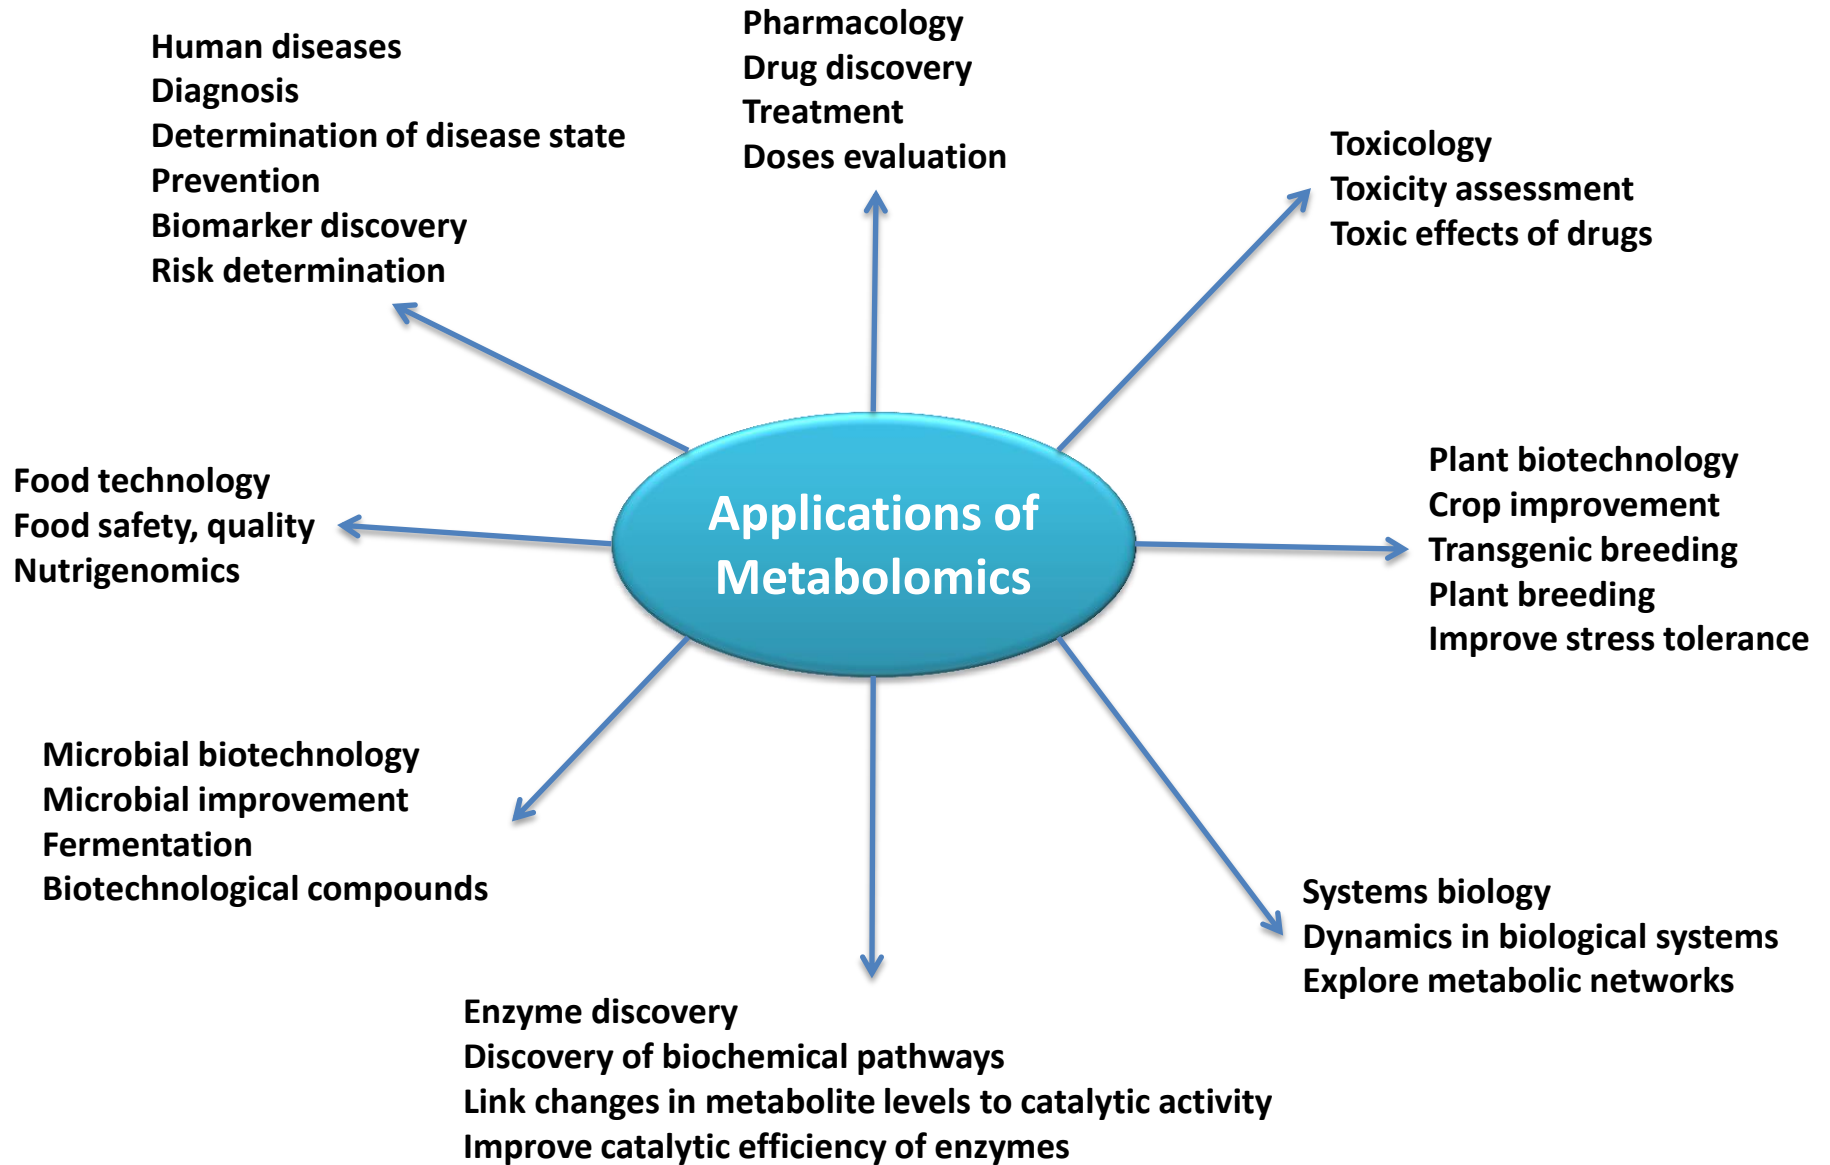 Human diseases
Diagnosis
Determination of disease state
Prevention
Biomarker discovery
Risk determination
Pharmacology
Drug discovery
Treatment
Doses evaluation
Toxicology
Toxicity assessment
Toxic effects of drugs
Food technology
Food safety, quality
Nutrigenomics
Applications of
Metabolomics
Plant biotechnology
Crop improvement
Transgenic breeding
Plant breeding
Improve stress tolerance
Microbial biotechnology
Microbial improvement
Fermentation
Biotechnological compounds
Systems biology
Dynamics in biological systems
Explore metabolic networks
Enzyme discovery
Discovery of biochemical pathways
Link changes in metabolite levels to catalytic activity
Improve catalytic efficiency of enzymes